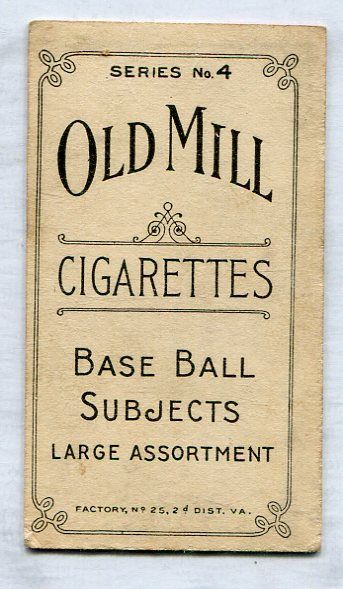 SERIES No. 4
OLD MILL
CIGARETTES
BASE BALL
SUBJECTS
LARGE ASSORTMENT
FACTORY, Nº 25, 2d DIST. VA.